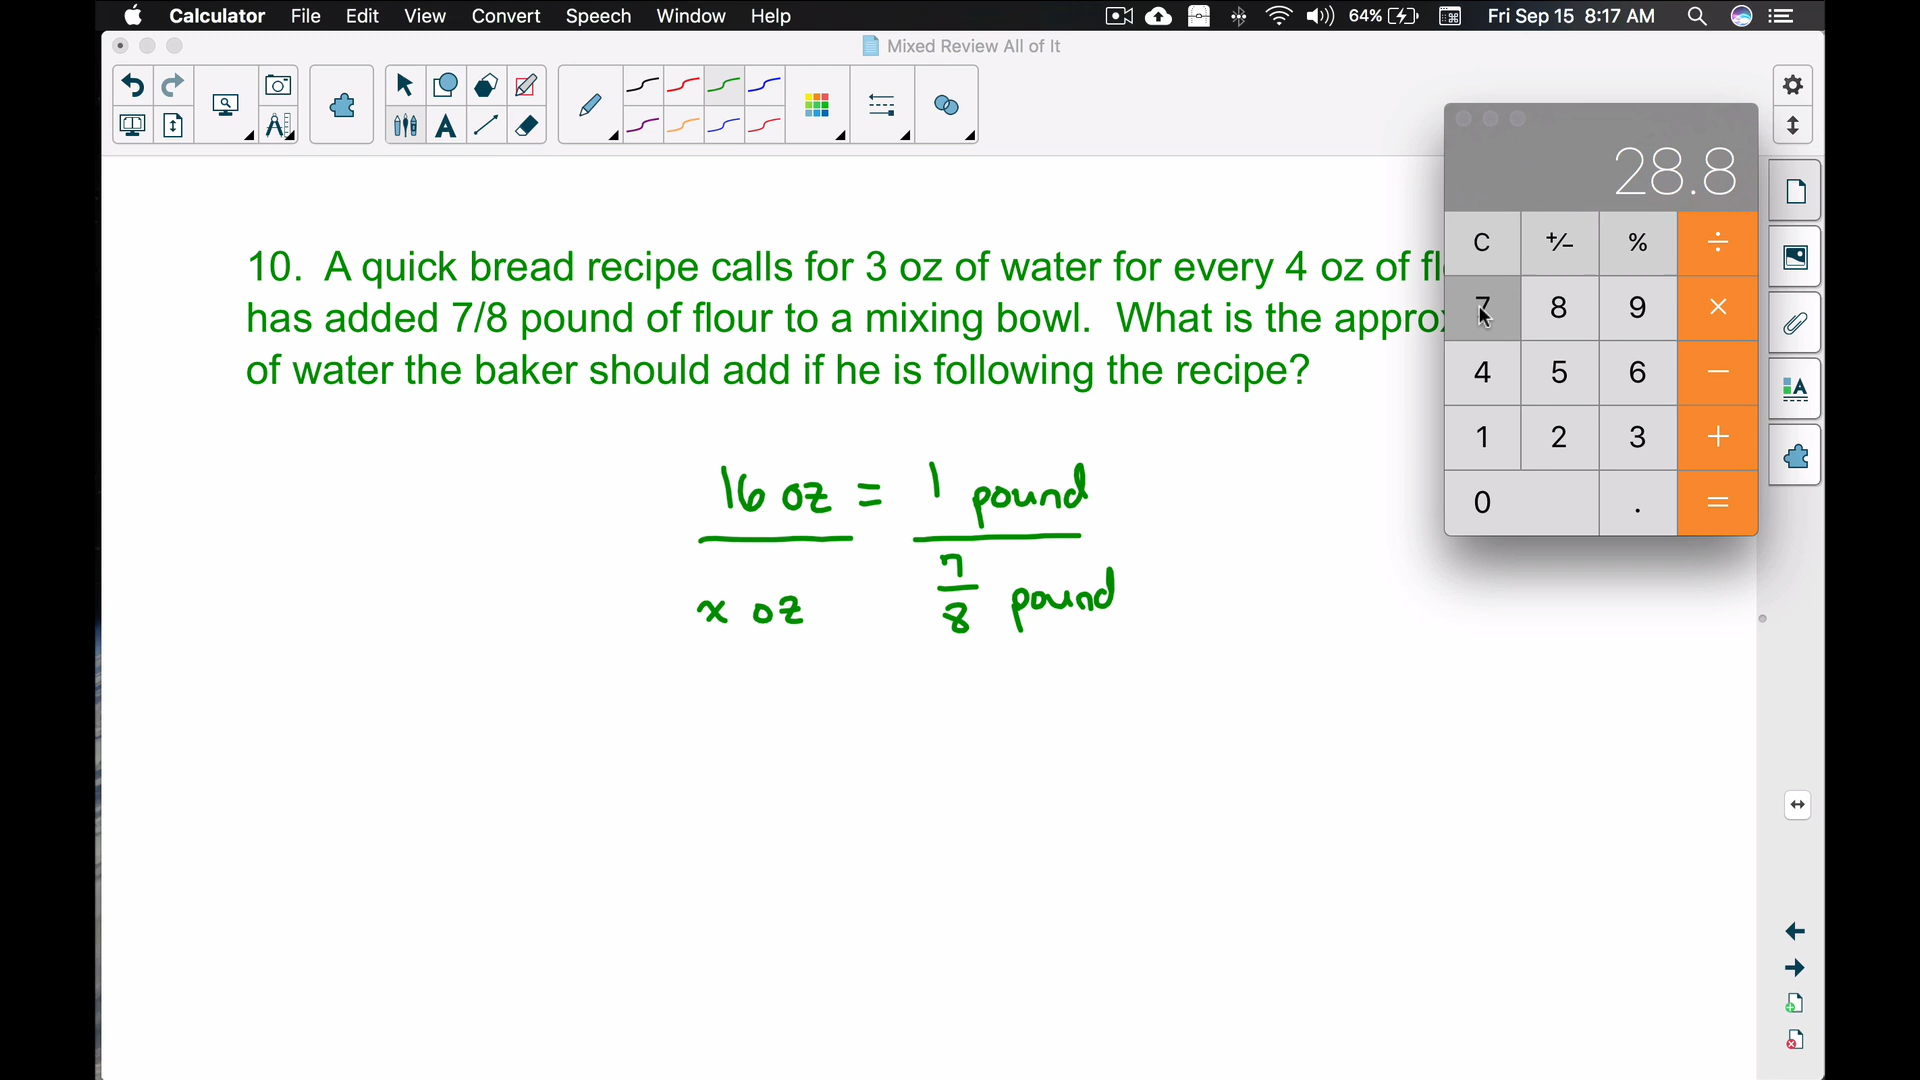 Calculator File Edit View Convert Speech Window Help 64% Fri Sep 15 8:17 AM
Mixed Review All of It
A
A
28.8
C +/− % ÷
7 8 9 ×
4 5 6 −
1 2 3 +
0 . =
10. A quick bread recipe calls for 3 oz of water for every 4 oz of
has added 7/8 pound of flour to a mixing bowl. What is the
of water the baker should add if he is following the recipe?
16 oz = 1 pound
x oz 7/8 pound